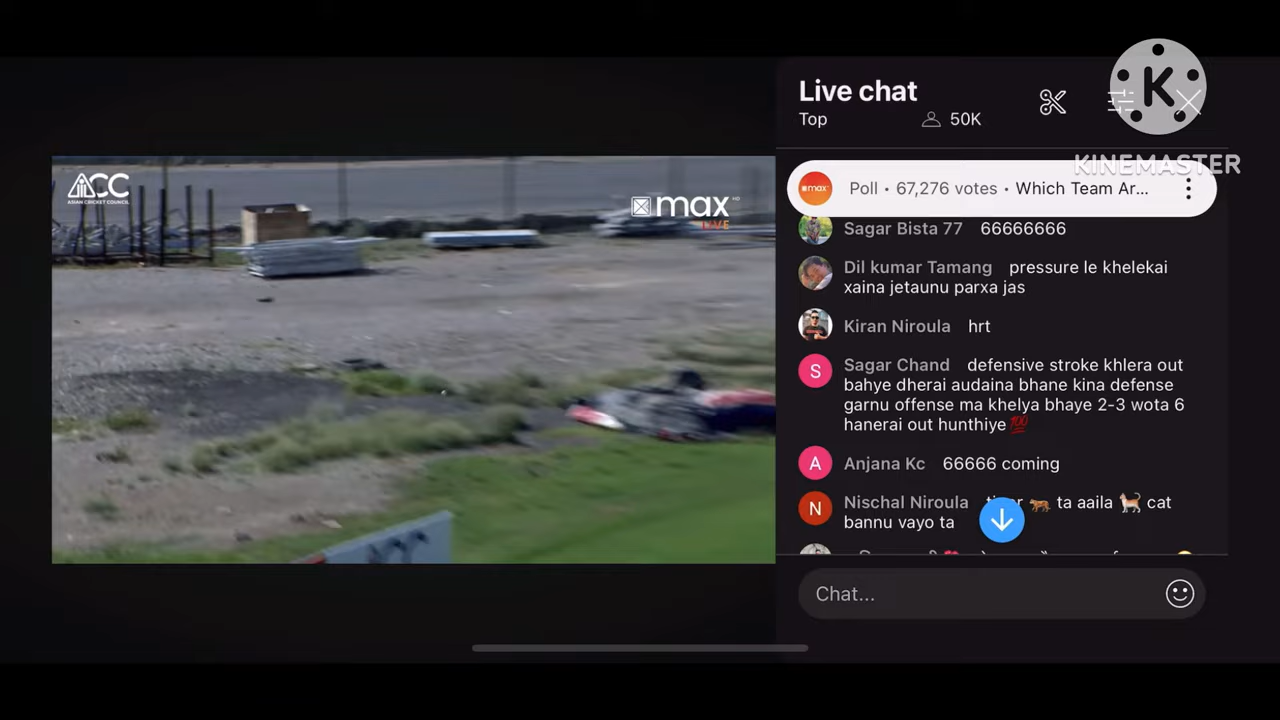 ACC
ASIAN CRICKET COUNCIL
max HD
LIVE
Live chat
Top 50K
K
KINEMASTER
max Poll • 67,276 votes • Which Team Ar...
Sagar Bista 77 66666666
Dil kumar Tamang pressure le khelekai
xaina jetaunu parxa jas
Kiran Niroula hrt
S Sagar Chand defensive stroke khlera out
bahye dherai audaina bhane kina defense
garnu offense ma khelya bhaye 2-3 wota 6
hanerai out hunthiye 💯
A Anjana Kc 66666 coming
N Nischal Niroula 🐅 ta aaila 🐈 cat
bannu vayo ta
Chat...